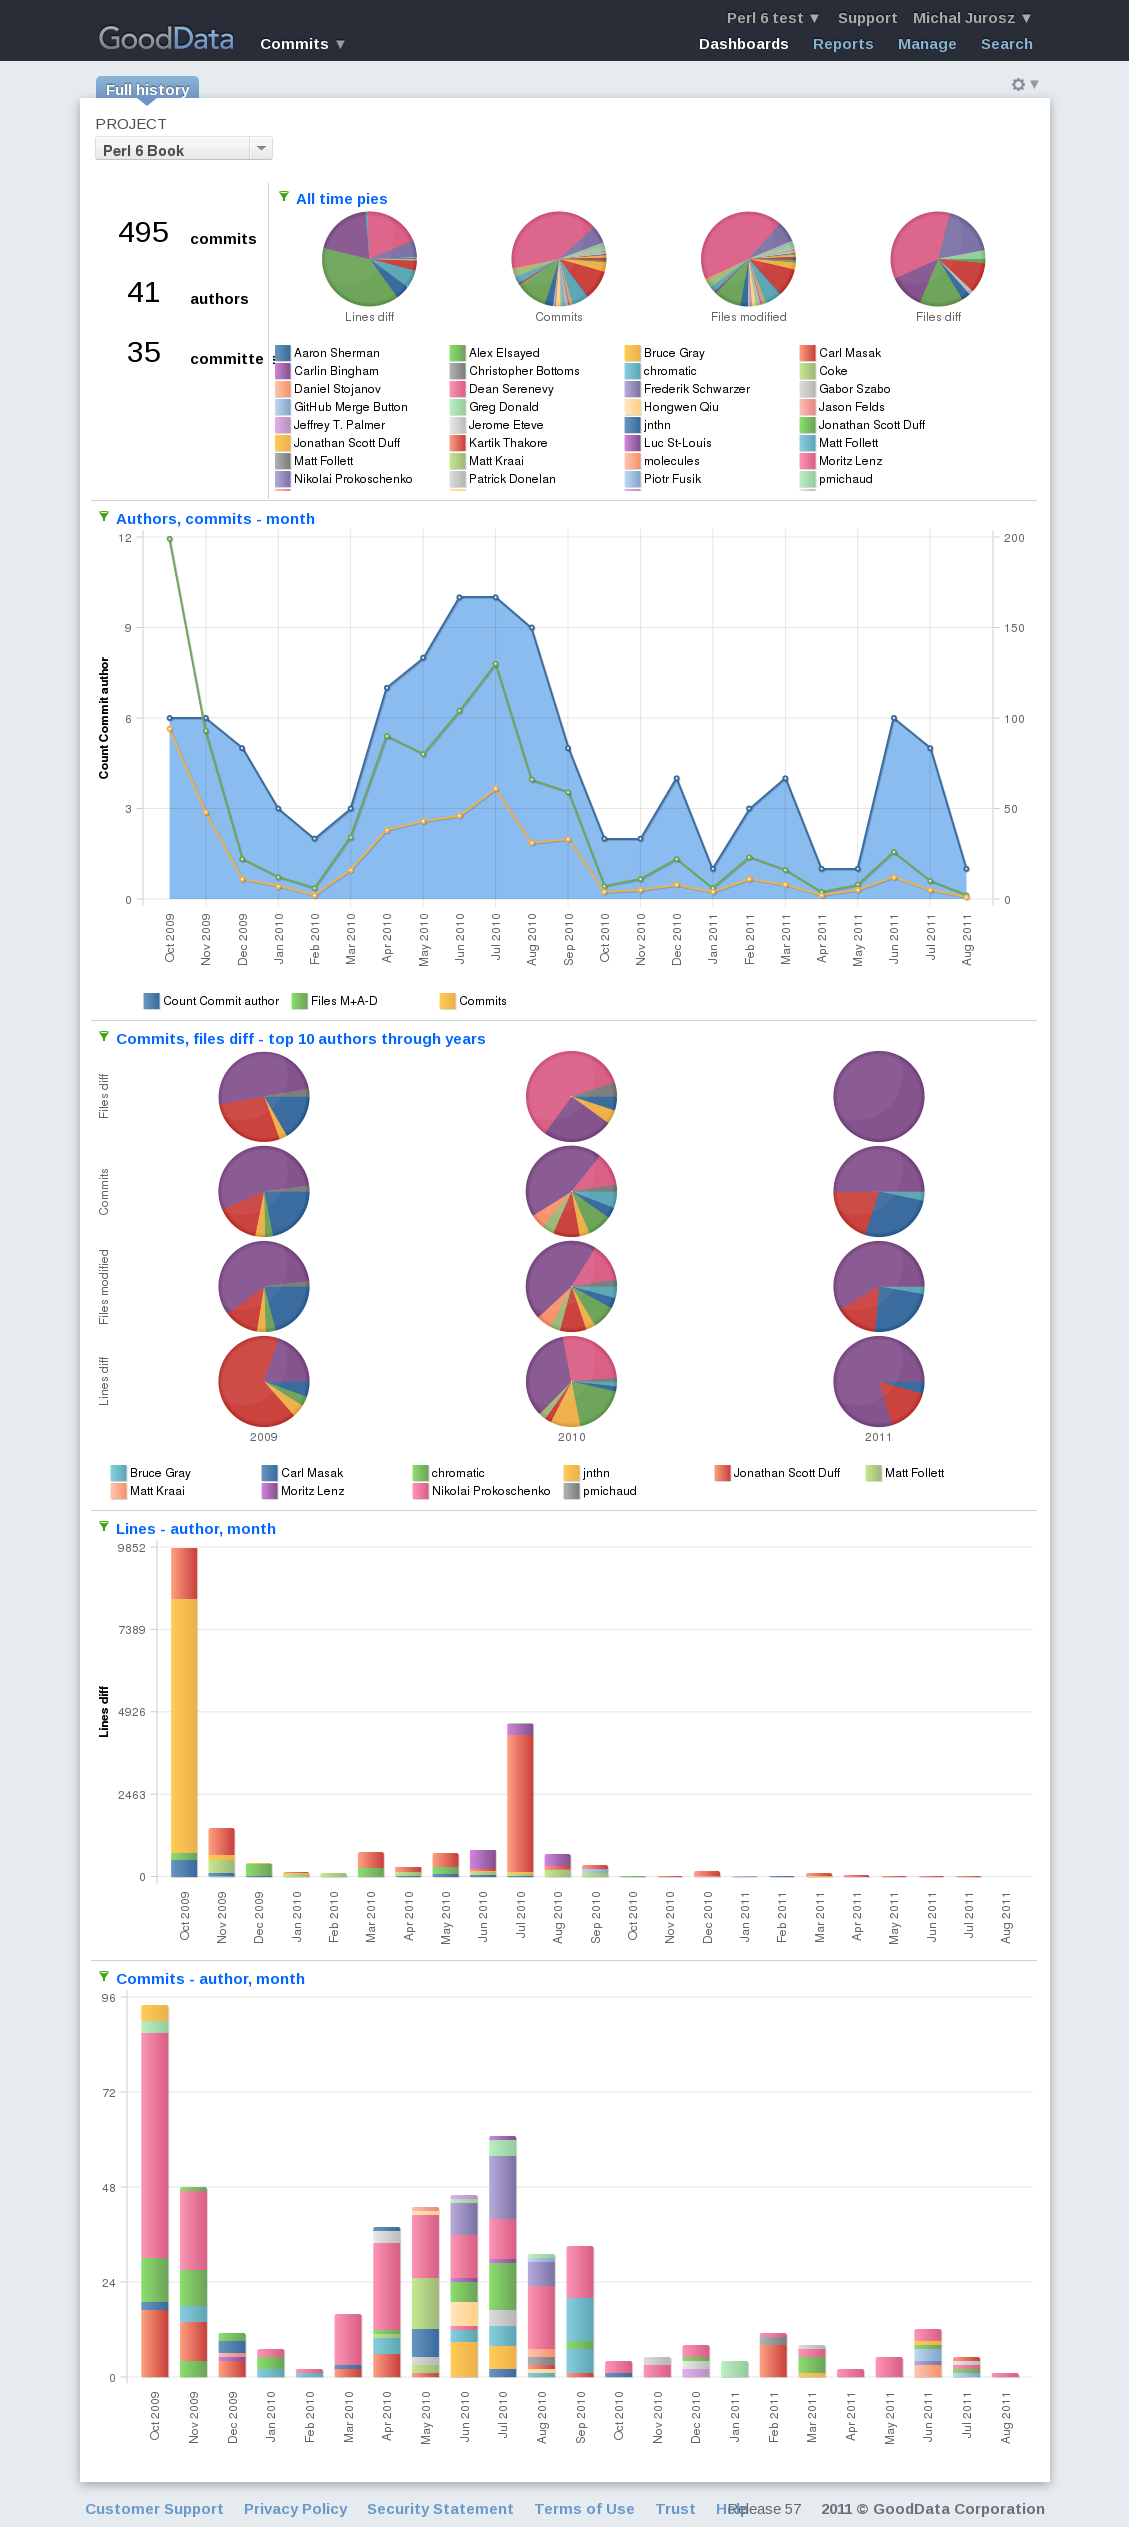 Perl 6 test ▼ Support Michal Jurosz ▼
GoodData Commits ▼ Dashboards Reports Manage Search
Full history
PROJECT
Perl 6 Book
495 commits
41 authors
35 committe
All time pies
Lines diff Commits Files modified Files diff
Aaron Sherman Alex Elsayed Bruce Gray Carl Masak
Carlin Bingham Christopher Bottoms chromatic Coke
Daniel Stojanov Dean Serenevy Frederik Schwarzer Gabor Szabo
GitHub Merge Button Greg Donald Hongwen Qiu Jason Felds
Jeffrey T. Palmer Jerome Eteve jnthn Jonathan Scott Duff
Jonathan Scott Duff Kartik Thakore Luc St-Louis Matt Follett
Matt Follett Matt Kraai molecules Moritz Lenz
Nikolai Prokoschenko Patrick Donelan Piotr Fusik pmichaud
Authors, commits - month
12 200
9 150
6 100
3 50
0 0
Count Commit author
Oct 2009 Nov 2009 Dec 2009 Jan 2010 Feb 2010 Mar 2010 Apr 2010 May 2010 Jun 2010 Jul 2010 Aug 2010 Sep 2010 Oct 2010 Nov 2010 Dec 2010 Jan 2011 Feb 2011 Mar 2011 Apr 2011 May 2011 Jun 2011 Jul 2011 Aug 2011
Count Commit author Files M+A-D Commits
Commits, files diff - top 10 authors through years
Files diff
Commits
Files modified
Lines diff
2009 2010 2011
Bruce Gray Carl Masak chromatic jnthn Jonathan Scott Duff Matt Follett
Matt Kraai Moritz Lenz Nikolai Prokoschenko pmichaud
Lines - author, month
9852
7389
4926
2463
0
Lines diff
Oct 2009 Nov 2009 Dec 2009 Jan 2010 Feb 2010 Mar 2010 Apr 2010 May 2010 Jun 2010 Jul 2010 Aug 2010 Sep 2010 Oct 2010 Nov 2010 Dec 2010 Jan 2011 Feb 2011 Mar 2011 Apr 2011 May 2011 Jun 2011 Jul 2011 Aug 2011
Commits - author, month
96
72
48
24
0
Oct 2009 Nov 2009 Dec 2009 Jan 2010 Feb 2010 Mar 2010 Apr 2010 May 2010 Jun 2010 Jul 2010 Aug 2010 Sep 2010 Oct 2010 Nov 2010 Dec 2010 Jan 2011 Feb 2011 Mar 2011 Apr 2011 May 2011 Jun 2011 Jul 2011 Aug 2011
Customer Support Privacy Policy Security Statement Terms of Use Trust Help Release 57 2011 © GoodData Corporation